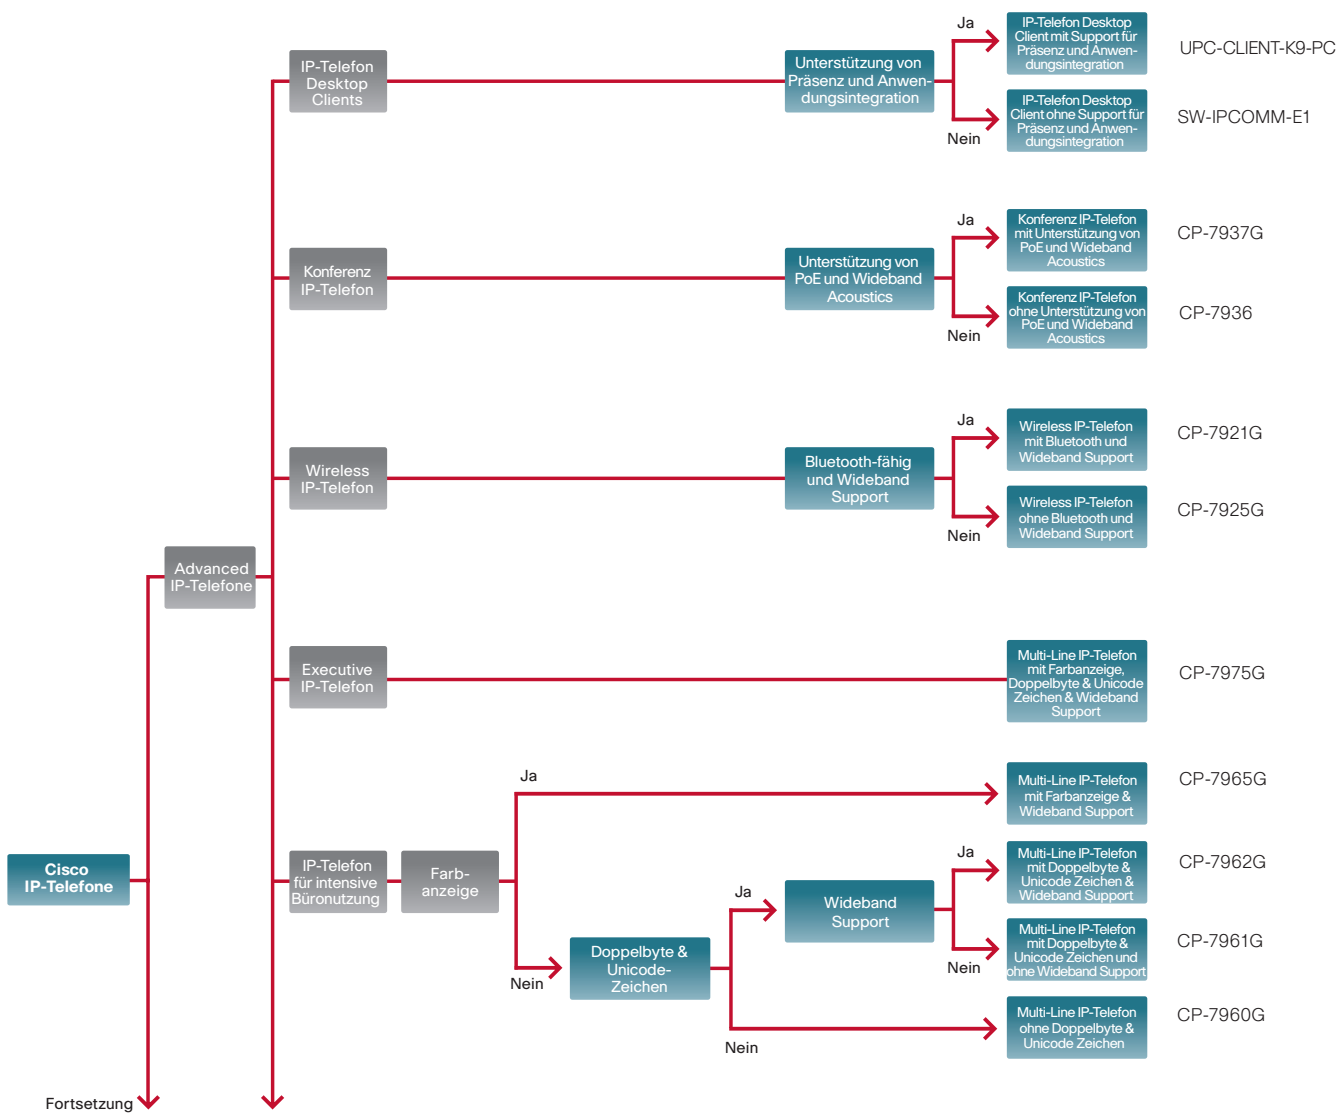 Ja
IP-Telefon Desktop
Client mit Support für
Präsenz und Anwen-
dungsintegration
UPC-CLIENT-K9-PC
IP-Telefon
Desktop
Clients
Unterstützung von
Präsenz und Anwen-
dungsintegration
IP-Telefon Desktop
Client ohne Support für
Präsenz und Anwen-
dungsintegration
SW-IPCOMM-E1
Nein
Ja
Konferenz IP-Telefon
mit Unterstützung von
PoE und Wideband
Acoustics
CP-7937G
Konferenz
IP-Telefon
Unterstützung von
PoE und Wideband
Acoustics
Konferenz IP-Telefon
ohne Unterstützung von
PoE und Wideband
Acoustics
CP-7936
Nein
Ja
Wireless IP-Telefon
mit Bluetooth und
Wideband Support
CP-7921G
Wireless
IP-Telefon
Bluetooth-fähig
und Wideband
Support
Wireless IP-Telefon
ohne Bluetooth und
Wideband Support
CP-7925G
Nein
Advanced
IP-Telefone
Executive
IP-Telefon
Multi-Line IP-Telefon
mit Farbanzeige,
Doppelbyte & Unicode
Zeichen & Wideband
Support
CP-7975G
Ja
Multi-Line IP-Telefon
mit Farbanzeige &
Wideband Support
CP-7965G
Cisco
IP-Telefone
IP-Telefon
für intensive
Büronutzung
Farb-
anzeige
Ja
Multi-Line IP-Telefon
mit Doppelbyte &
Unicode Zeichen &
Wideband Support
CP-7962G
Ja
Wideband
Support
Multi-Line IP-Telefon
mit Doppelbyte &
Unicode Zeichen und
ohne Wideband Support
CP-7961G
Nein
Nein
Doppelbyte &
Unicode-
Zeichen
Multi-Line IP-Telefon
ohne Doppelbyte &
Unicode Zeichen
CP-7960G
Nein
Fortsetzung